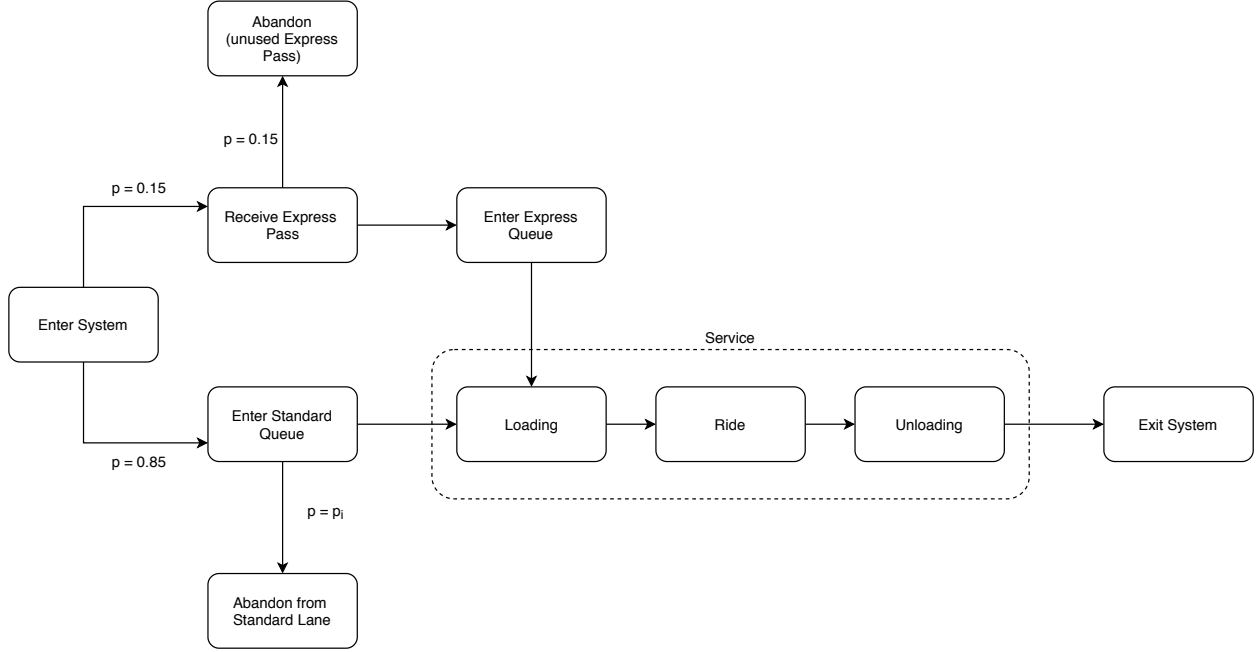 Abandon
(unused Express
Pass)
p = 0.15
p = 0.15
Receive Express
Pass
Enter Express
Queue
Enter System
Service
Enter Standard
Queue
Loading
Ride
Unloading
Exit System
p = 0.85
p = pᵢ
Abandon from
Standard Lane